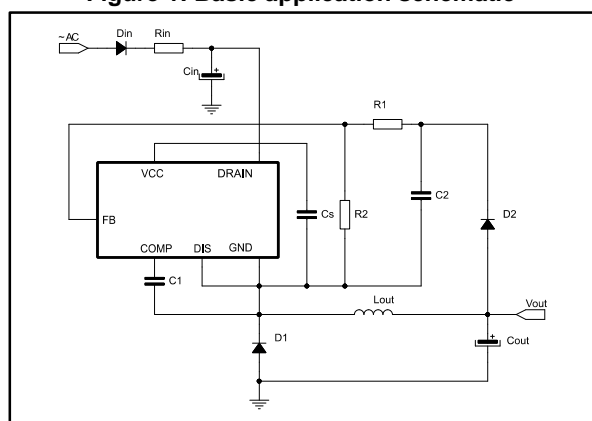 Figure 1. Basic application schematic
~AC
Din
Rin
Cin
+
R1
VCC
DRAIN
FB
Cs
R2
C2
D2
COMP
DIS
GND
C1
Lout
Vout
D1
+
Cout